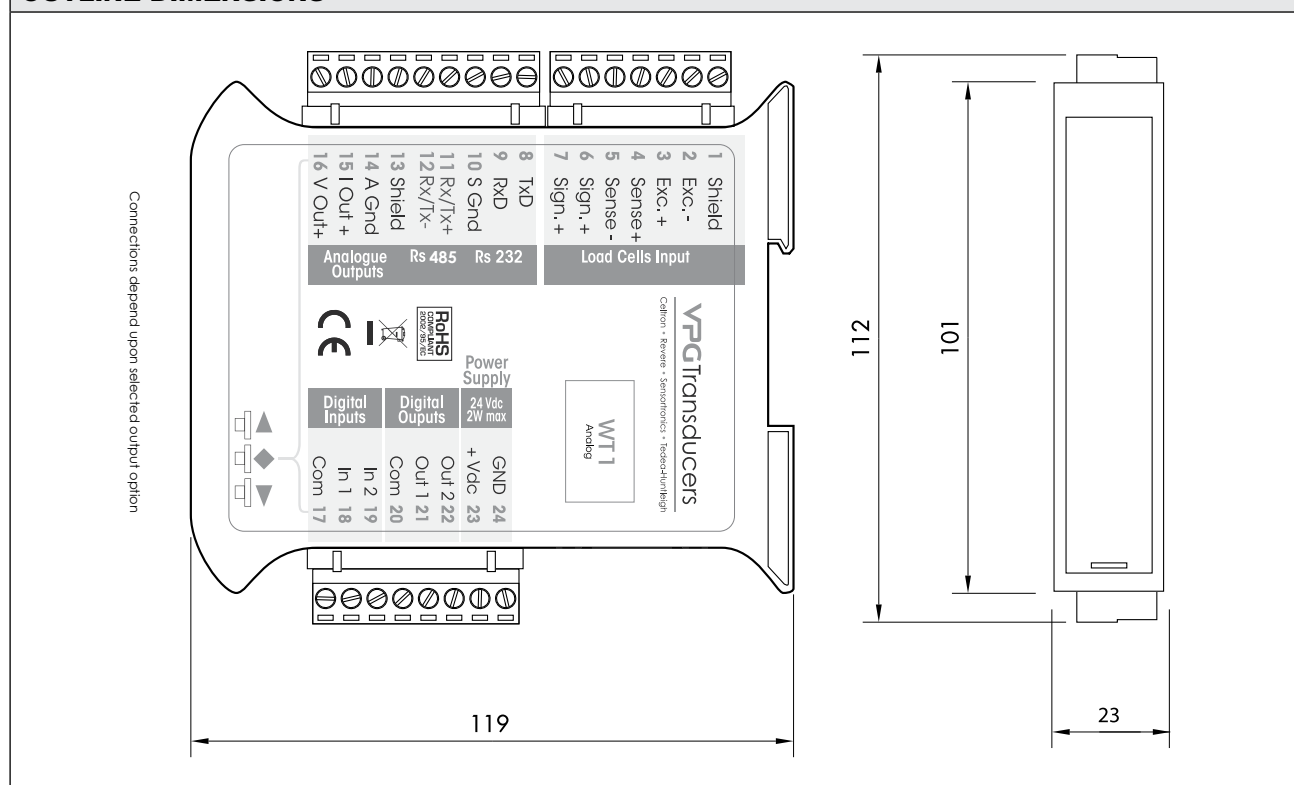 Connections depend upon selected output option
16 V Out+
15 I Out +
14 A Gnd
13 Shield
12 Rx/Tx-
11 Rx/Tx+
10 S Gnd
9 RxD
8 TxD
7 Sign. +
6 Sign. +
5 Sense -
4 Sense+
3 Exc. +
2 Exc.-
1 Shield
Analogue
Outputs
Rs 485
Rs 232
Load Cells Input
CE
RoHS
COMPLIANT
2002/95/EC
VPGTransducers
Celtron • Revere • Sensortronics • Tedea-Huntleigh
WT 1
Analog
Power
Supply
Digital
Inputs
Digital
Ouputs
24 Vdc
2W max
Com 17
In 1 18
In 2 19
Com 20
Out 1 21
Out 2 22
+ Vdc 23
GND 24
112
101
119
23